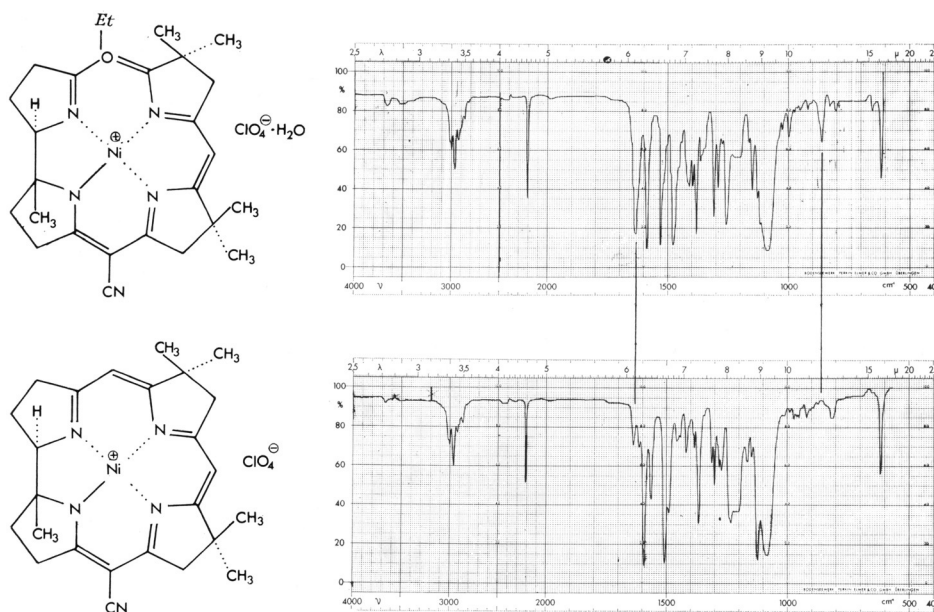 Et
O
CH₃
CH₃
H
N
N
ClO₄⊖·H₂O
⊕
Ni
N
N
CH₃
CH₃
CH₃
CN
2,5 λ 3 3,5 4 5 6 7 8 9 10 15 μ 20
100
%
80
60
40
20
0
4000 ν 3000 2000 1500 1000 cm⁻¹ 500
CH₃
CH₃
H
N
N
⊕
Ni
ClO₄⊖
N
N
CH₃
CH₃
CH₃
CN
2,5 λ 3 3,5 4 5 6 7 8 9 10 15 μ 20
100
%
80
60
40
20
0
4000 ν 3000 2000 1500 1000 cm⁻¹ 500